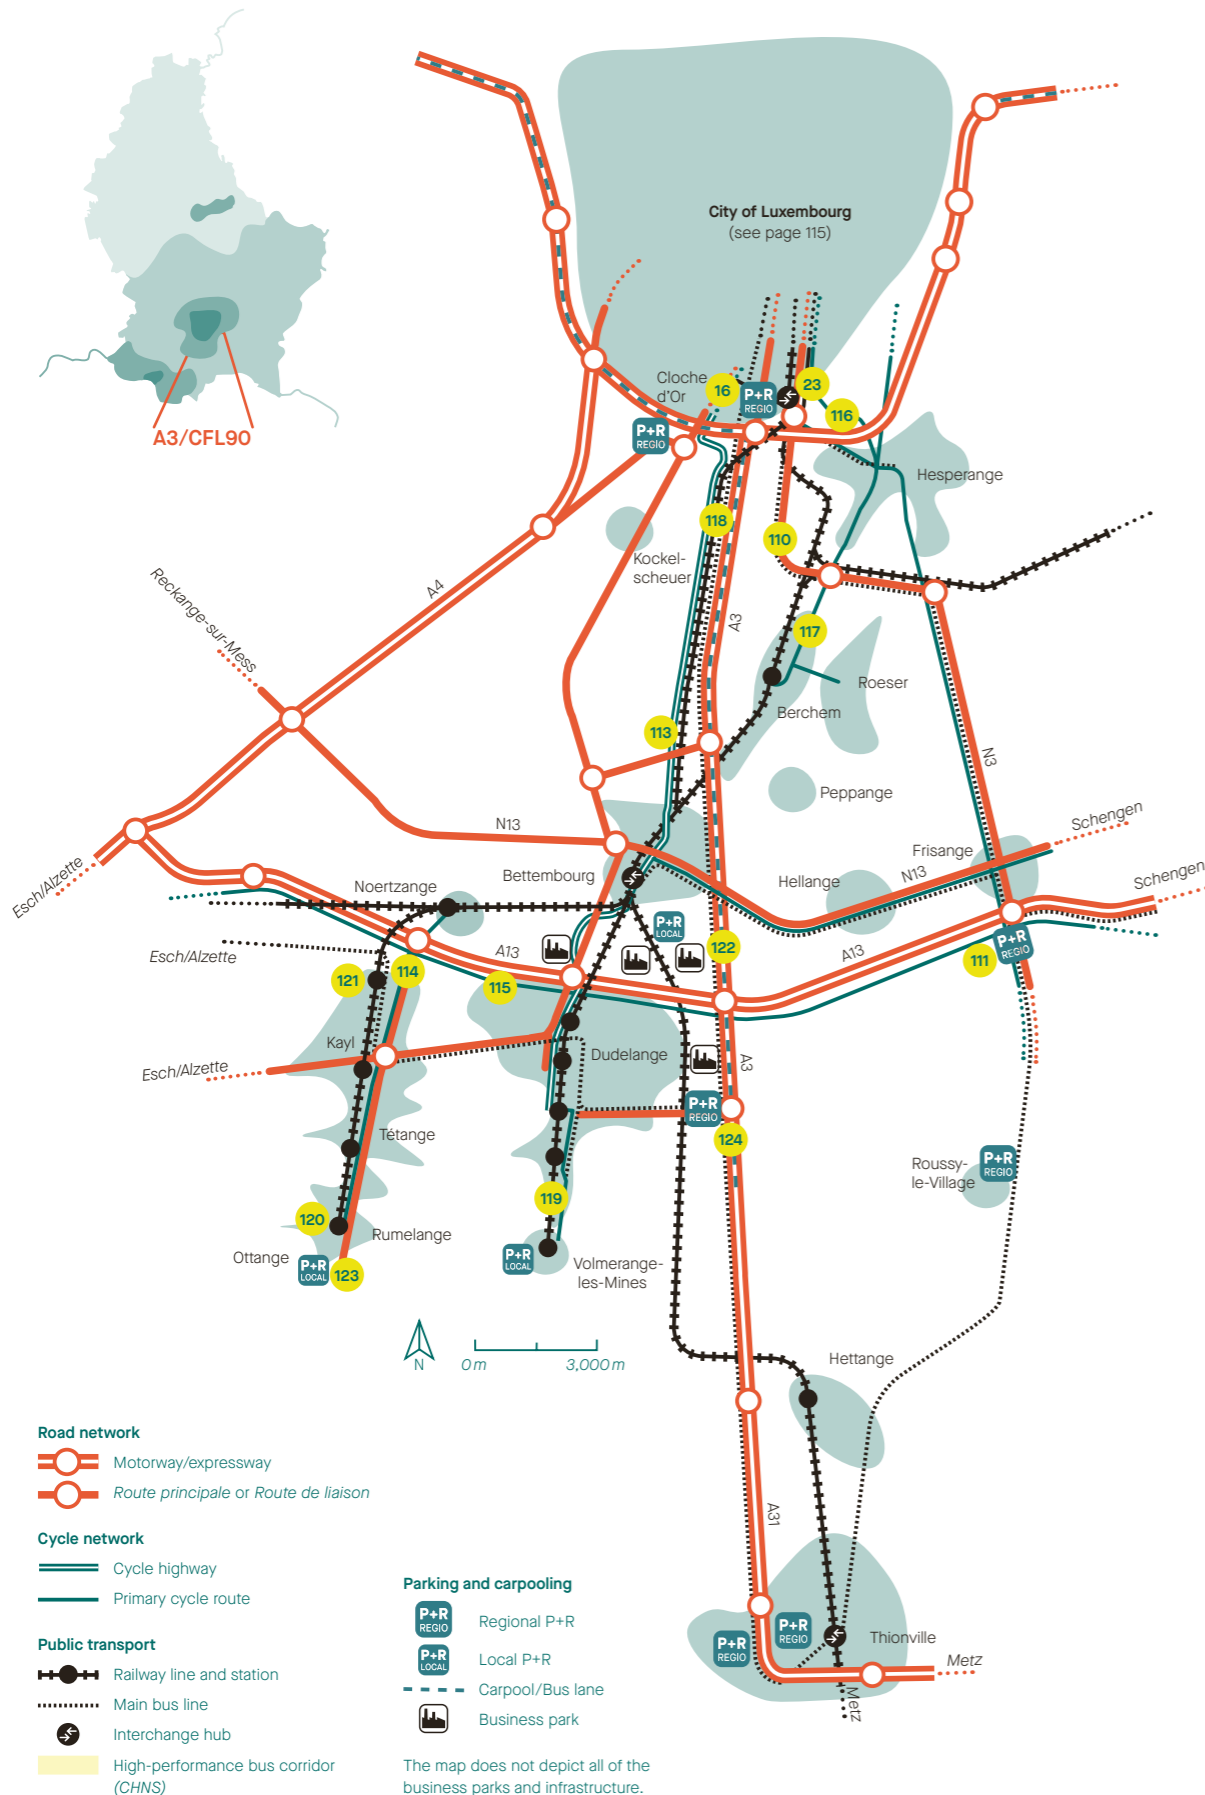 A3/CFL90
City of Luxembourg
(see page 115)
Cloche
d'Or
16
P+R
REGIO
23
116
P+R
REGIO
Hesperange
118
110
Kockel-
scheuer
A4
Reckange-sur-Mess
A3
117
Roeser
Berchem
113
N3
Peppange
N13
Schengen
Frisange
Bettembourg
Hellange
N13
Schengen
Esch/Alzette
Noertzange
P+R
LOCAL
122
A13
P+R
REGIO
111
Esch/Alzette
A13
121
114
115
Kayl
Dudelange
A3
Esch/Alzette
P+R
REGIO
124
Tétange
Roussy-
le-Village
P+R
REGIO
119
120
Rumelange
Ottange
P+R
LOCAL
123
P+R
LOCAL
Volmerange-
les-Mines
N
0 m
3,000 m
Hettange
A31
Thionville
P+R
REGIO
P+R
REGIO
Metz
Metz
Road network
Motorway/expressway
Route principale or Route de liaison
Cycle network
Cycle highway
Primary cycle route
Public transport
Railway line and station
Main bus line
Interchange hub
High-performance bus corridor
(CHNS)
Parking and carpooling
P+R
REGIO
Regional P+R
P+R
LOCAL
Local P+R
Carpool/Bus lane
Business park
The map does not depict all of the
business parks and infrastructure.